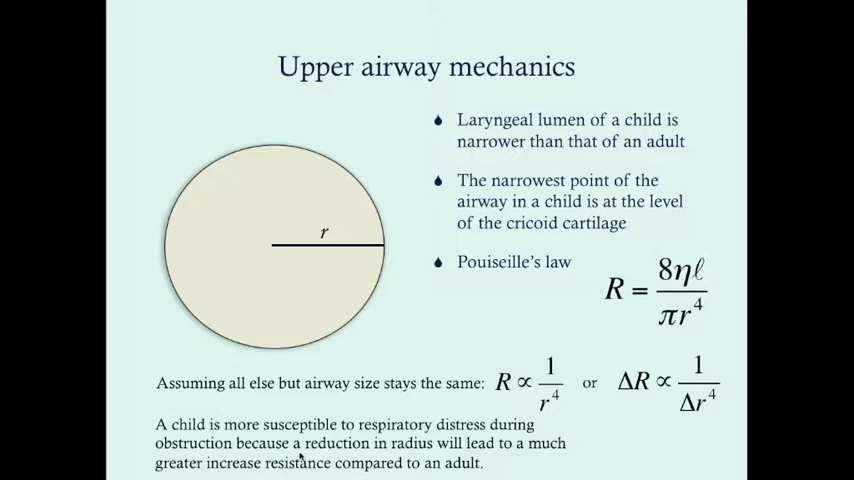 Upper airway mechanics
Laryngeal lumen of a child is
narrower than that of an adult
The narrowest point of the
airway in a child is at the level
of the cricoid cartilage
Pouiseille's law
R = 8ηℓ / πr⁴
r
Assuming all else but airway size stays the same: R ∝ 1 / r⁴ or ΔR ∝ 1 / Δr⁴
A child is more susceptible to respiratory distress during
obstruction because a reduction in radius will lead to a much
greater increase resistance compared to an adult.